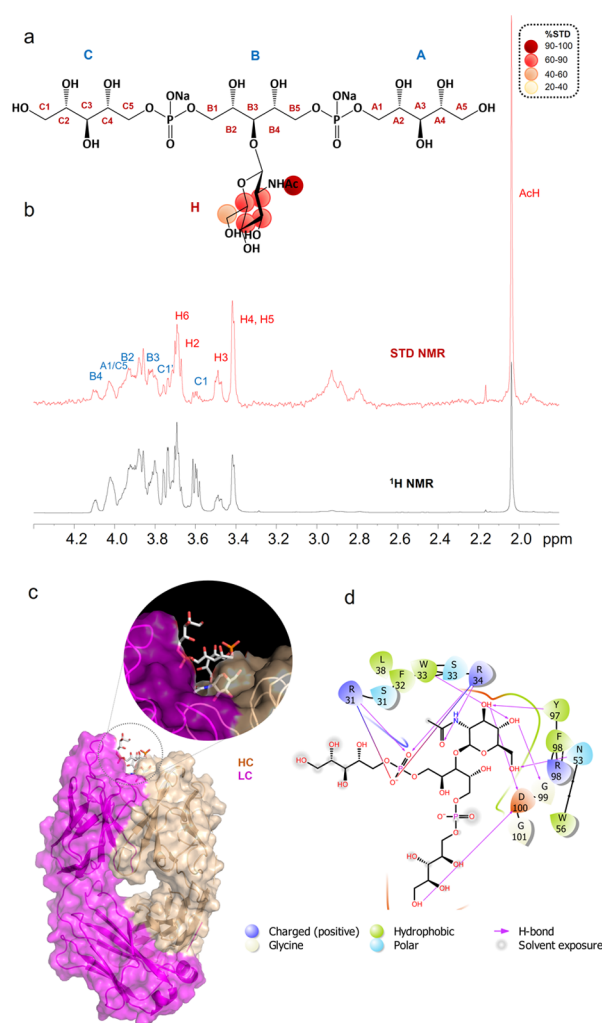 a
C
B
A
%STD
90-100
60-90
40-60
20-40
OH OH
ONa
OH OH
ONa
OH
HO C1 C2 C3 C4 C5 O P O B1 B2 B3 B4 B5 O P O A1 A2 A3 A4 A5 OH
OH
O
O
O
OH OH
O
NHAc
H
OH
HO
OH
b
AcH
H6
H4, H5
H2
B2
A1/C5
B3
H3
STD NMR
B4
C1'
C1
¹H NMR
4.2 4.0 3.8 3.6 3.4 3.2 3.0 2.8 2.6 2.4 2.2 2.0 ppm
c
d
HC
LC
L
38
F
32
W
33
S
33
R
34
R
31
S
31
Y
97
F
98
R
98
N
53
G
99
D
100
G
101
W
56
Charged (positive)
Glycine
Hydrophobic
Polar
H-bond
Solvent exposure